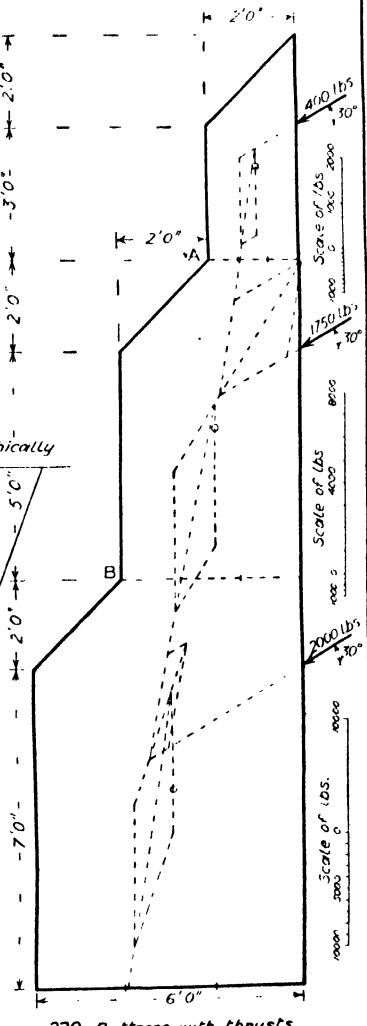 2'0"
2'0"
400 lbs
30°
3'0"
Scale of lbs
1000 0 1000 2000
2'0"
A
2'0"
1750 lbs
30°
5'0"
Scale of lbs
1000 0 4000 8000
B
2'0"
2000 lbs
30°
7'0"
Scale of lbs.
10000 5000 0 10000
6'0"
with thrusts